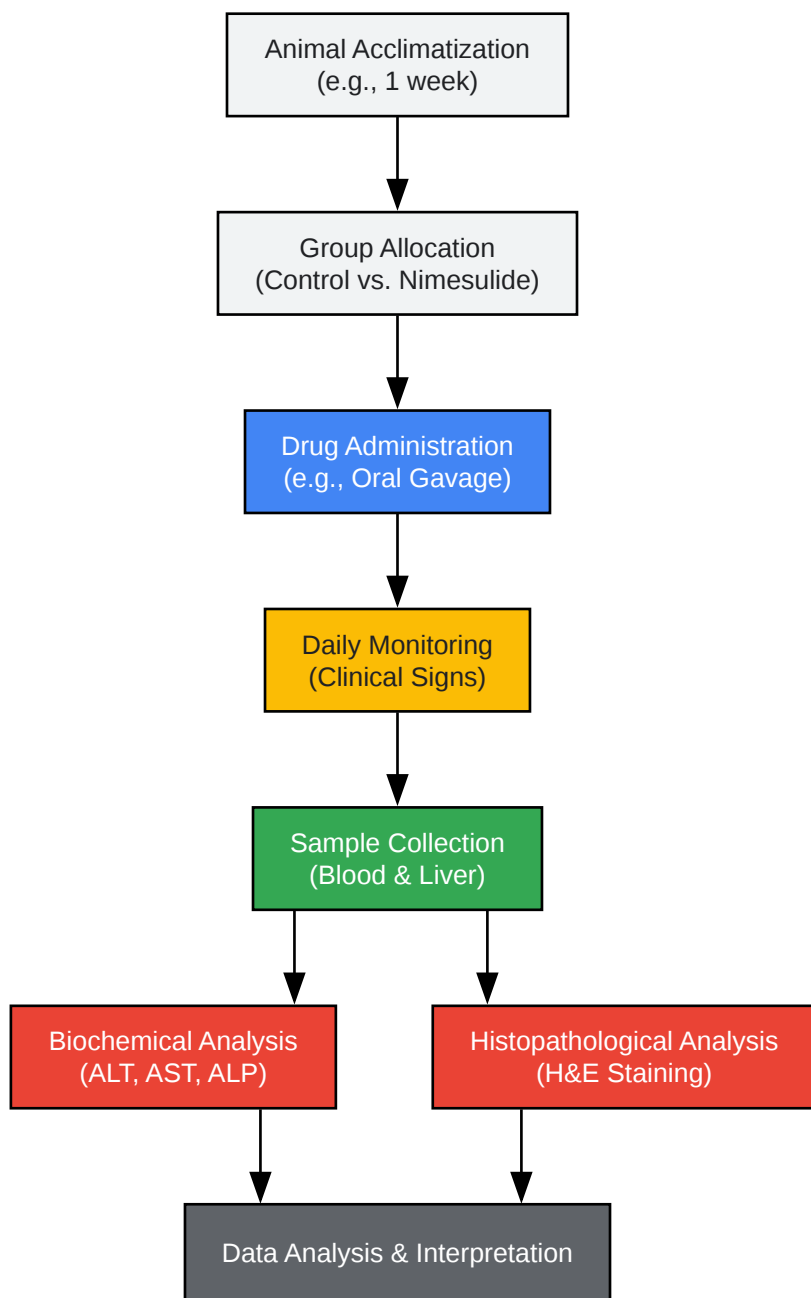 Animal Acclimatization
(e.g., 1 week)
Group Allocation
(Control vs. Nimesulide)
Drug Administration
(e.g., Oral Gavage)
Daily Monitoring
(Clinical Signs)
Sample Collection
(Blood & Liver)
Biochemical Analysis
(ALT, AST, ALP)
Histopathological Analysis
(H&E Staining)
Data Analysis & Interpretation